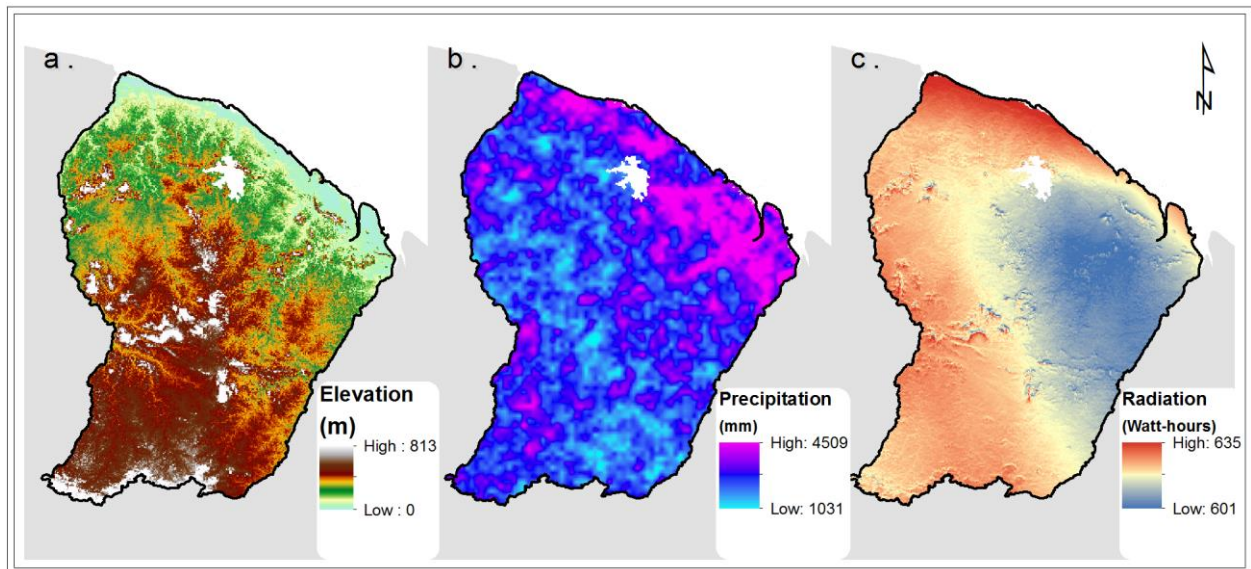 a .
b .
c .
N
Elevation
(m)
High : 813
Low : 0
Precipitation
(mm)
High: 4509
Low: 1031
Radiation
(Watt-hours)
High: 635
Low: 601